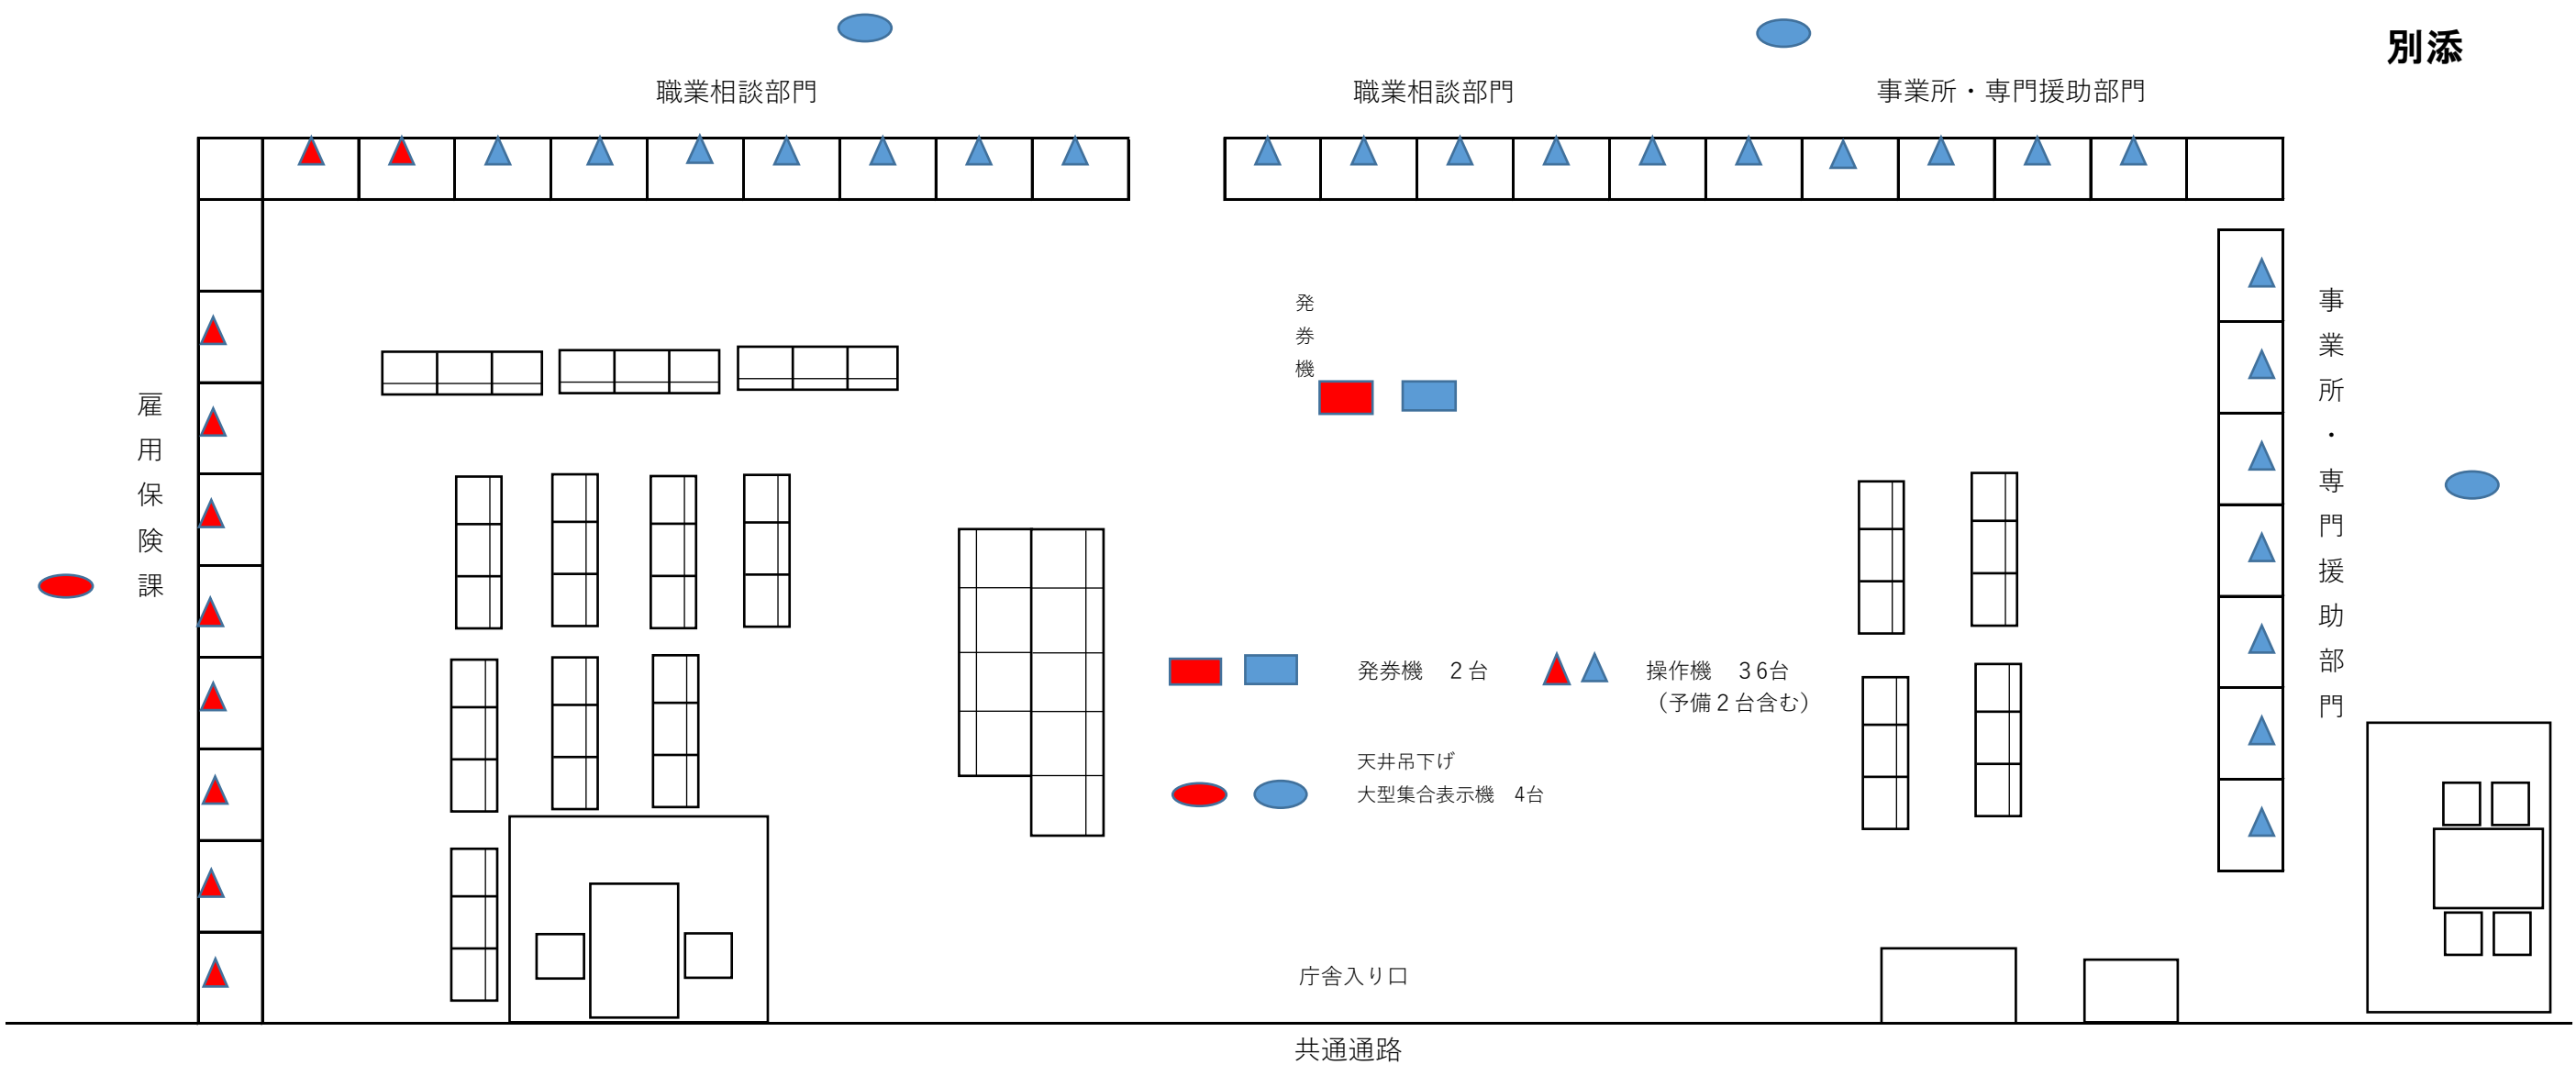 別添
職業相談部門
職業相談部門
事業所・専門援助部門
発券機
事業所・専門援助部門
雇用保険課
発券機　２台
操作機　３６台
（予備２台含む）
天井吊下げ
大型集合表示機　4台
庁舎入り口
共通通路